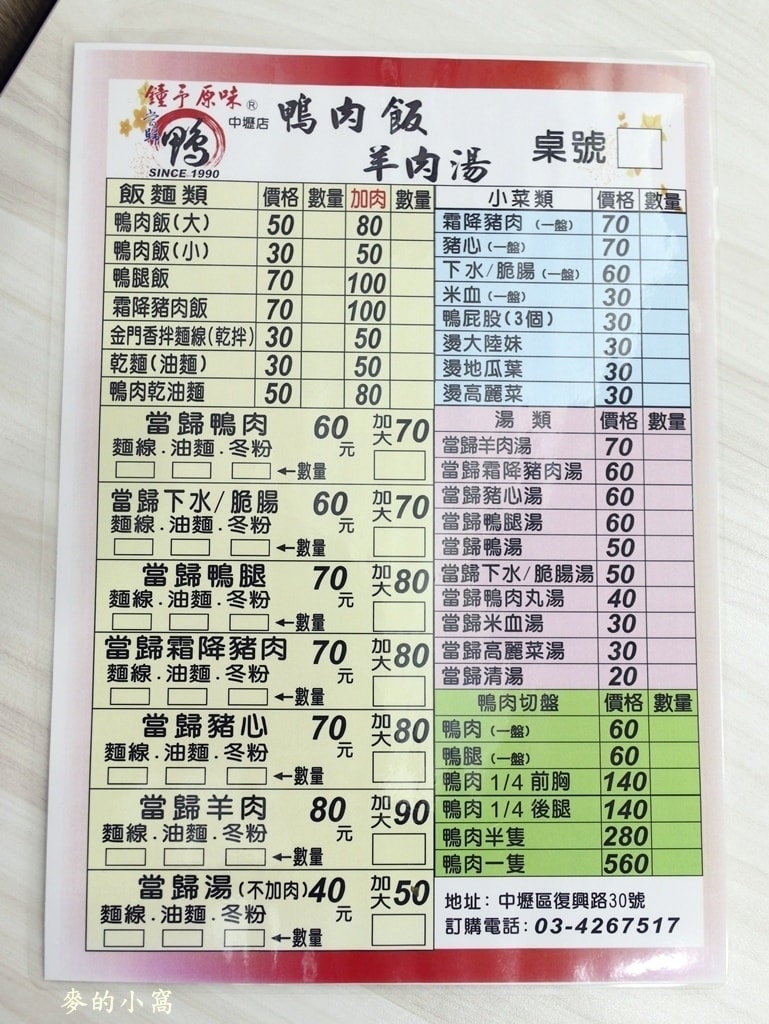 鐘予原味®
當歸鴨
SINCE 1990
中壢店
鴨肉飯
羊肉湯
桌號
飯麵類 價格 數量 加肉 數量
鴨肉飯(大) 50 80
鴨肉飯(小) 30 50
鴨腿飯 70 100
霜降豬肉飯 70 100
金門香拌麵線(乾拌) 30 50
乾麵(油麵) 30 50
鴨肉乾油麵 50 80
當歸鴨肉 60元 加大70
麵線.油麵.冬粉
←數量
當歸下水/脆腸 60元 加大70
麵線.油麵.冬粉
←數量
當歸鴨腿 70元 加大80
麵線.油麵.冬粉
←數量
當歸霜降豬肉 70元 加大80
麵線.油麵.冬粉
←數量
當歸豬心 70元 加大80
麵線.油麵.冬粉
←數量
當歸羊肉 80元 加大90
麵線.油麵.冬粉
←數量
當歸湯(不加肉)40元 加大50
麵線.油麵.冬粉
←數量
小菜類 價格 數量
霜降豬肉(一盤) 70
豬心(一盤) 70
下水/脆腸(一盤) 60
米血(一盤) 30
鴨屁股(3個) 30
燙大陸妹 30
燙地瓜葉 30
燙高麗菜 30
湯類 價格 數量
當歸羊肉湯 70
當歸霜降豬肉湯 60
當歸豬心湯 60
當歸鴨腿湯 60
當歸鴨湯 50
當歸下水/脆腸湯 50
當歸鴨肉丸湯 40
當歸米血湯 30
當歸高麗菜湯 30
當歸清湯 20
鴨肉切盤 價格 數量
鴨肉(一盤) 60
鴨腿(一盤) 60
鴨肉 1/4 前胸 140
鴨肉 1/4 後腿 140
鴨肉半隻 280
鴨肉一隻 560
地址: 中壢區復興路30號
訂購電話: 03-4267517
麥的小窩